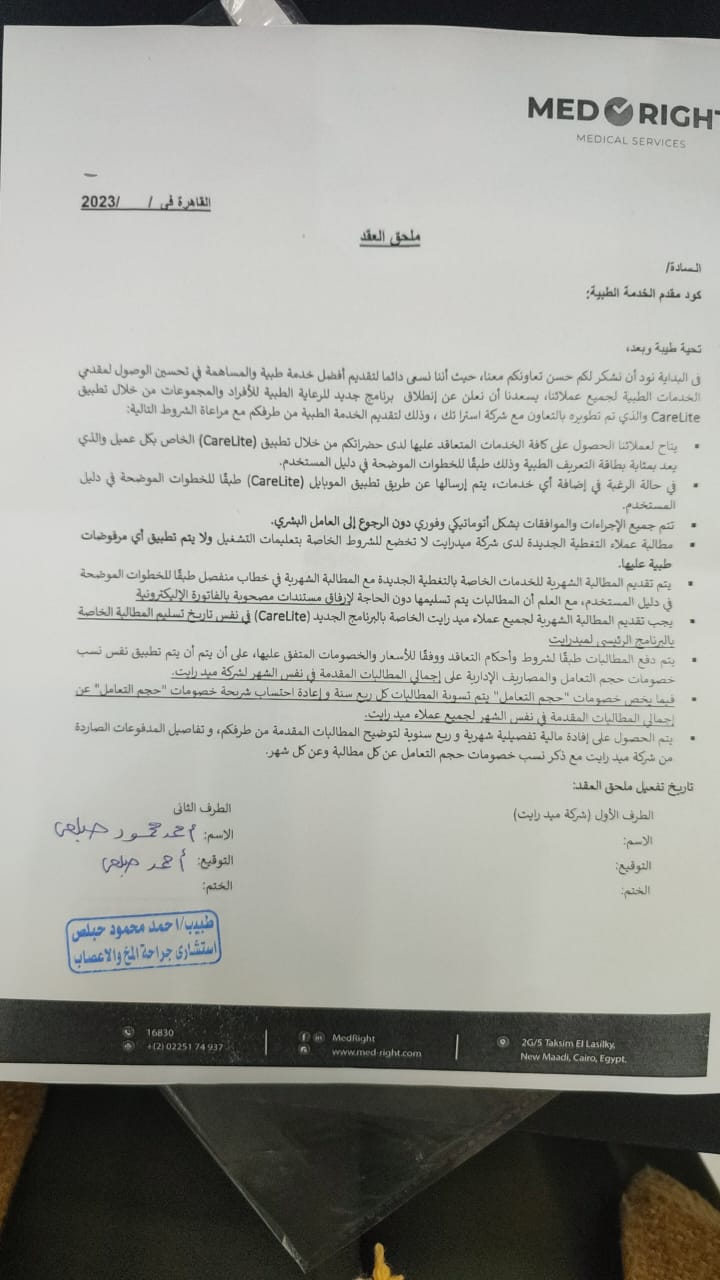 MED RIGHT
MEDICAL SERVICES
القاهرة فى / /2023
ملحق العقد
السادة/
كود مقدم الخدمة الطبية:
تحية طيبة وبعد،
فى البداية نود أن نشكر لكم حسن تعاونكم معنا، حيث أننا نسعى دائما لتقديم أفضل خدمة طبية والمساهمة في تحسين الوصول لمقدمي
الخدمات الطبية لجميع عملائنا، يسعدنا أن نعلن عن إنطلاق برنامج جديد للرعاية الطبية للأفراد والمجموعات من خلال تطبيق
CareLite والذي تم تطويره بالتعاون مع شركة استرا تك ، وذلك لتقديم الخدمة الطبية من طرفكم مع مراعاة الشروط التالية:
▪ يتاح لعملائنا الحصول على كافة الخدمات المتعاقد عليها لدى حضراتكم من خلال تطبيق (CareLite) الخاص بكل عميل والذي
يعد بمثابة بطاقة التعريف الطبية وذلك طبقًا للخطوات الموضحة في دليل المستخدم.
▪ في حالة الرغبة في إضافة أي خدمات، يتم إرسالها عن طريق تطبيق الموبايل (CareLite) طبقًا للخطوات الموضحة في دليل
المستخدم.
▪ تتم جميع الإجراءات والموافقات بشكل أتوماتيكي وفوري دون الرجوع إلى العامل البشري.
▪ مطالبة عملاء التغطية الجديدة لدى شركة ميدرايت لا تخضع للشروط الخاصة بتعليمات التشغيل ولا يتم تطبيق أي مرفوضات
طبية عليها.
▪ يتم تقديم المطالبة الشهرية للخدمات الخاصة بالتغطية الجديدة مع المطالبة الشهرية في خطاب منفصل طبقًا للخطوات الموضحة
في دليل المستخدم، مع العلم أن المطالبات يتم تسليمها دون الحاجة لإرفاق مستندات مصحوبة بالفاتورة الإليكترونية
▪ يجب تقديم المطالبة الشهرية لجميع عملاء ميد رايت الخاصة بالبرنامج الجديد (CareLite) في نفس تاريخ تسليم المطالبة الخاصة
بالبرنامج الرئيسي لميدرايت
▪ يتم دفع المطالبات طبقًا لشروط وأحكام التعاقد ووفقًا للأسعار والخصومات المتفق عليها، على أن يتم أن يتم تطبيق نفس نسب
خصومات حجم التعامل والمصاريف الإدارية على إجمالي المطالبات المقدمة في نفس الشهر لشركة ميد رايت.
▪ فيما يخص خصومات "حجم التعامل" يتم تسوية المطالبات كل ربع سنة و إعادة احتساب شريحة خصومات "حجم التعامل" عن
إجمالي المطالبات المقدمة في نفس الشهر لجميع عملاء ميد رايت.
▪ يتم الحصول على إفادة مالية تفصيلية شهرية و ربع سنوية لتوضيح المطالبات المقدمة من طرفكم، و تفاصيل المدفوعات الصاردة
من شركة ميد رايت مع ذكر نسب خصومات حجم التعامل عن كل مطالبة وعن كل شهر.
تاريخ تفعيل ملحق العقد:
الطرف الأول (شركة ميد رايت)
الاسم:
التوقيع:
الختم:
الطرف الثانى
الاسم: احمد محمود حبلص
التوقيع: أحمد حبلص
الختم:
طبيب/احمد محمود حبلص
استشارى جراحة المخ والاعصاب
16830
+(2) 02251 74 937
MedRight
www.med-right.com
2G/5 Taksim El Lasilky,
New Maadi, Cairo, Egypt.